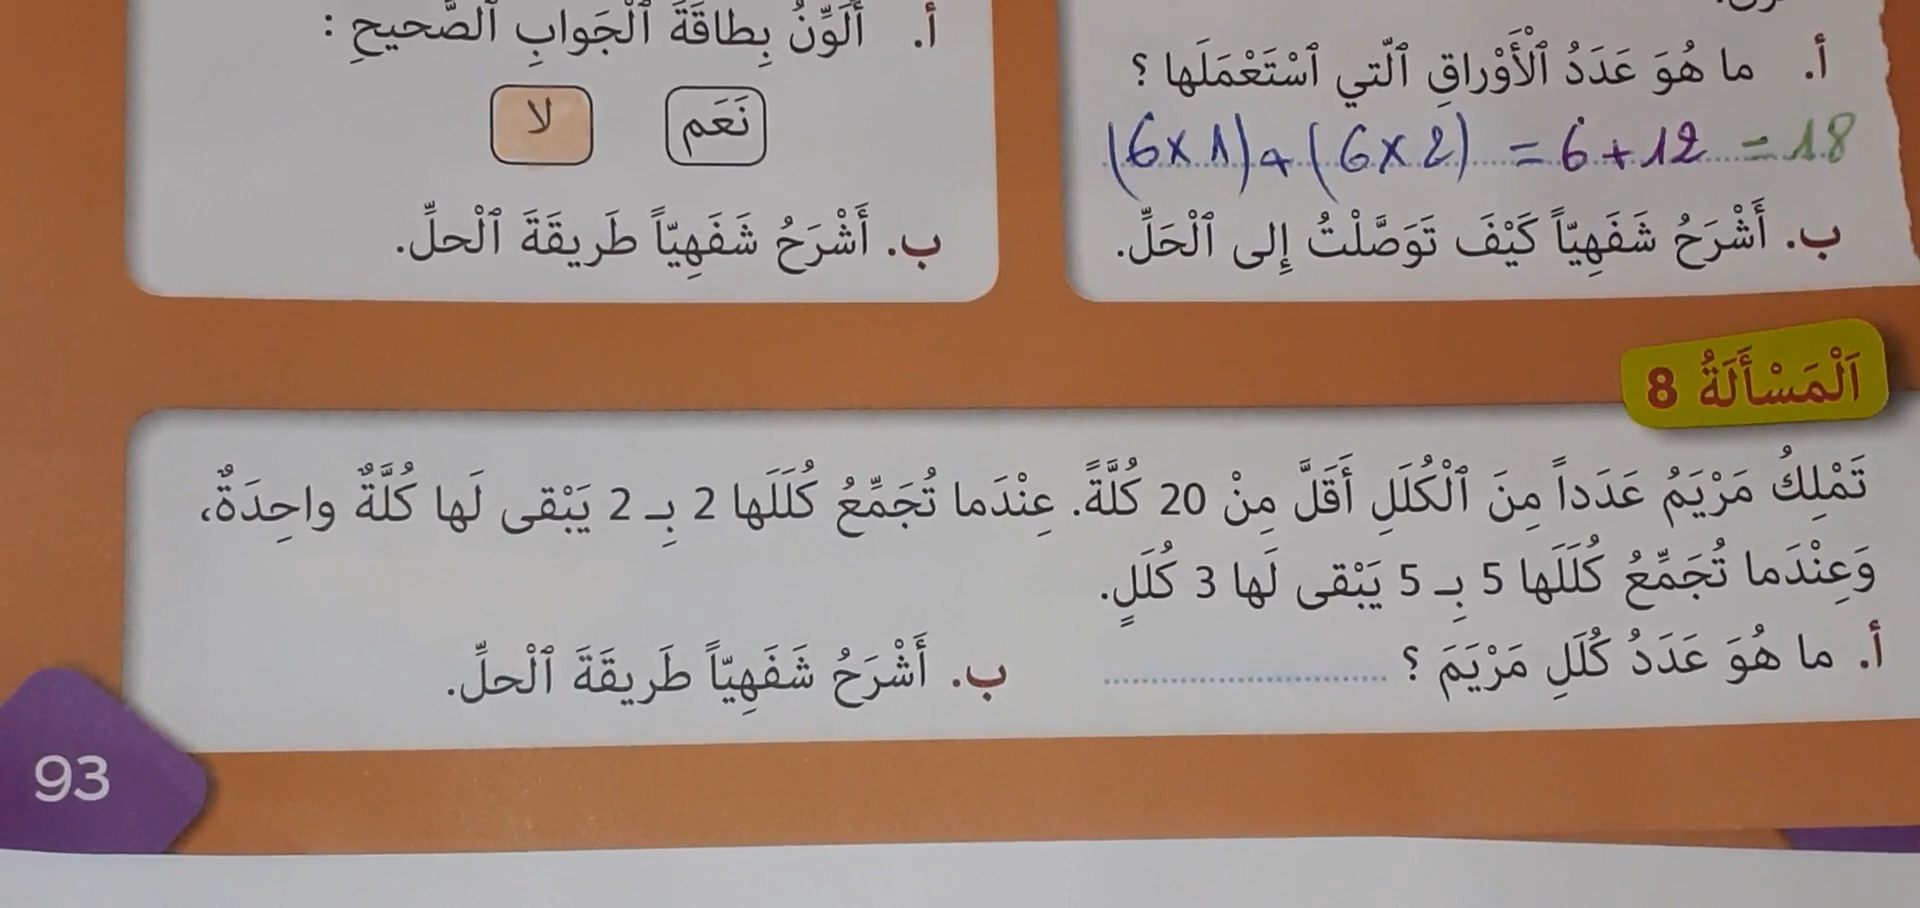 أ. ما هُوَ عَدَدُ ٱلْأَوْراقِ ٱلَّتي ٱسْتَعْمَلَها ؟
(6 x 1) + (6 x 2) = 6 + 12 = 18
ب. أَشْرَحُ شَفَهِيّاً كَيْفَ تَوَصَّلْتُ إِلى ٱلْحَلِّ.
أ. أُلَوِّنُ بِطاقَةَ ٱلْجَوابِ ٱلصَّحيحِ :
نَعَم لا
ب. أَشْرَحُ شَفَهِيّاً طَريقَةَ ٱلْحلِّ.
اَلْمَسْأَلَةُ 8
تَمْلِكُ مَرْيَمُ عَدَداً مِنَ ٱلْكُلَلِ أَقَلَّ مِنْ 20 كُلَّةً. عِنْدَما تُجَمِّعُ كُلَلَها 2 بِـ 2 يَبْقى لَها كُلَّةٌ واحِدَةٌ،
وَعِنْدَما تُجَمِّعُ كُلَلَها 5 بِـ 5 يَبْقى لَها 3 كُلَلٍ.
أ. ما هُوَ عَدَدُ كُلَلِ مَرْيَمَ ؟ ........................ ب. أَشْرَحُ شَفَهِيّاً طَريقَةَ ٱلْحلِّ.
93